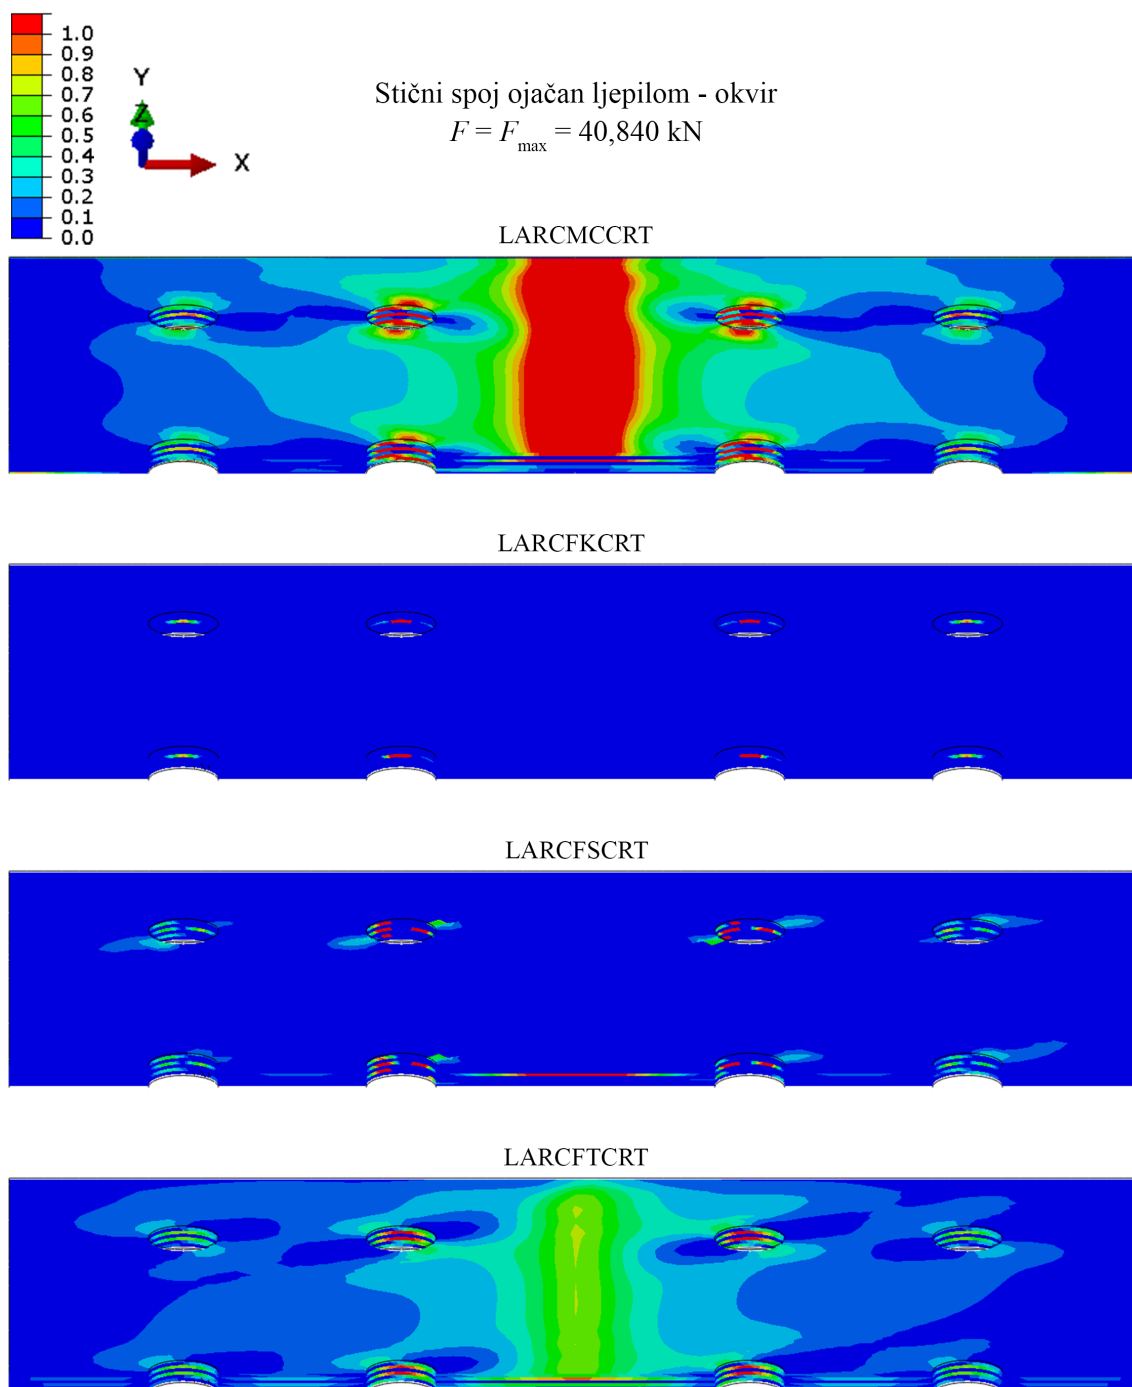 1.0
0.9
0.8
0.7
0.6
0.5
0.4
0.3
0.2
0.1
0.0
Y
Z
X
Stični spoj ojačan ljepilom - okvir
F = Fmax = 40,840 kN
LARCMCCRT
LARCFKCRT
LARCFSCRT
LARCFTCRT